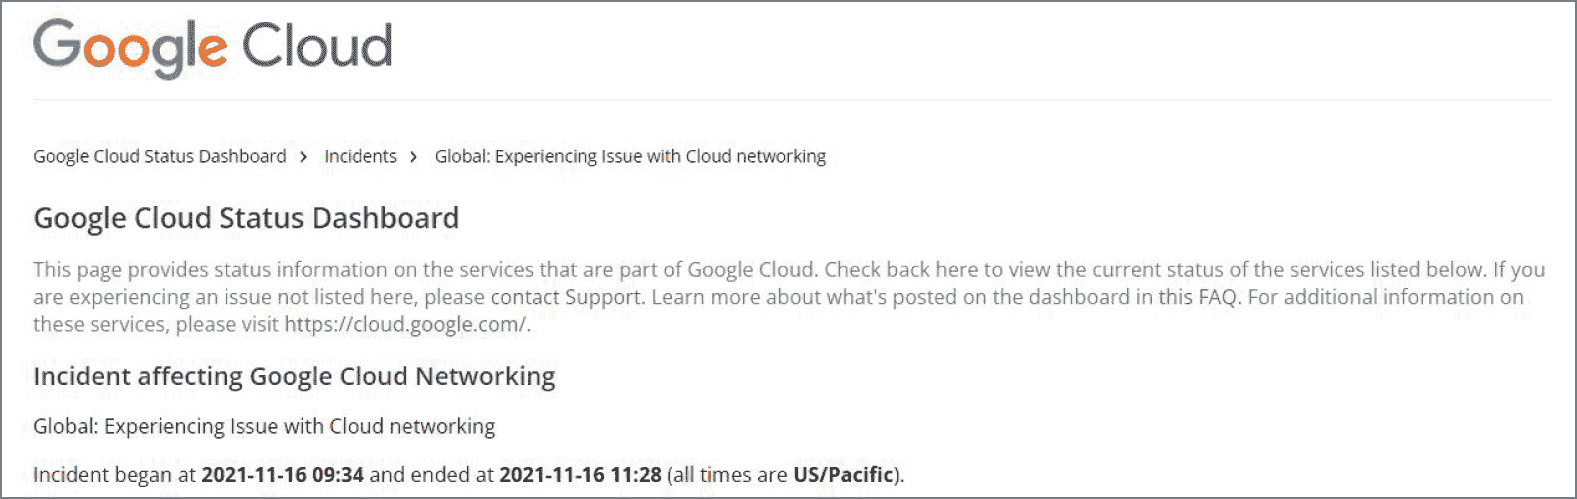 Google Cloud
Google Cloud Status Dashboard > Incidents > Global: Experiencing Issue with Cloud networking
Google Cloud Status Dashboard
This page provides status information on the services that are part of Google Cloud. Check back here to view the current status of the services listed below. If you
are experiencing an issue not listed here, please contact Support. Learn more about what's posted on the dashboard in this FAQ. For additional information on
these services, please visit https://cloud.google.com/.
Incident affecting Google Cloud Networking
Global: Experiencing Issue with Cloud networking
Incident began at 2021-11-16 09:34 and ended at 2021-11-16 11:28 (all times are US/Pacific).